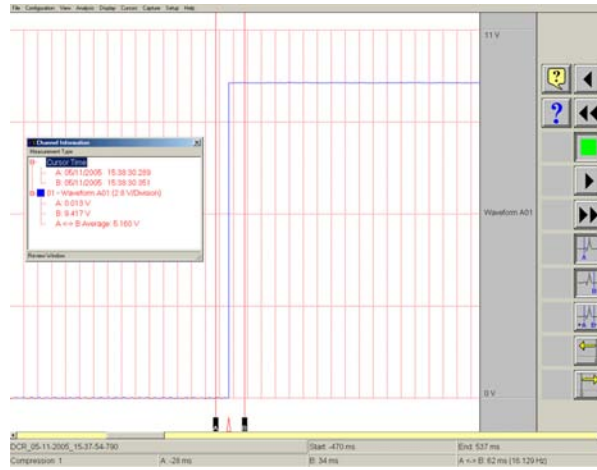 File Configuration View Analysis Display Cursor Capture Setup Help
11 V
Channel Information
Measurement Type
Cursor Time
A: 05/11/2005 15:38:30.289
B: 05/11/2005 15:38:30.351
01 - Waveform A01 (2.8 V/Division)
A: 0.013 V
B: 9.417 V
A <-> B Average: 5.160 V
Review Window
Waveform A01
0 V
A
B
DCR_05-11-2005_15-37-54-790
Start: -470 ms
End: 537 ms
Compression: 1
A: -28 ms
B: 34 ms
A <-> B: 62 ms (16.129 Hz)